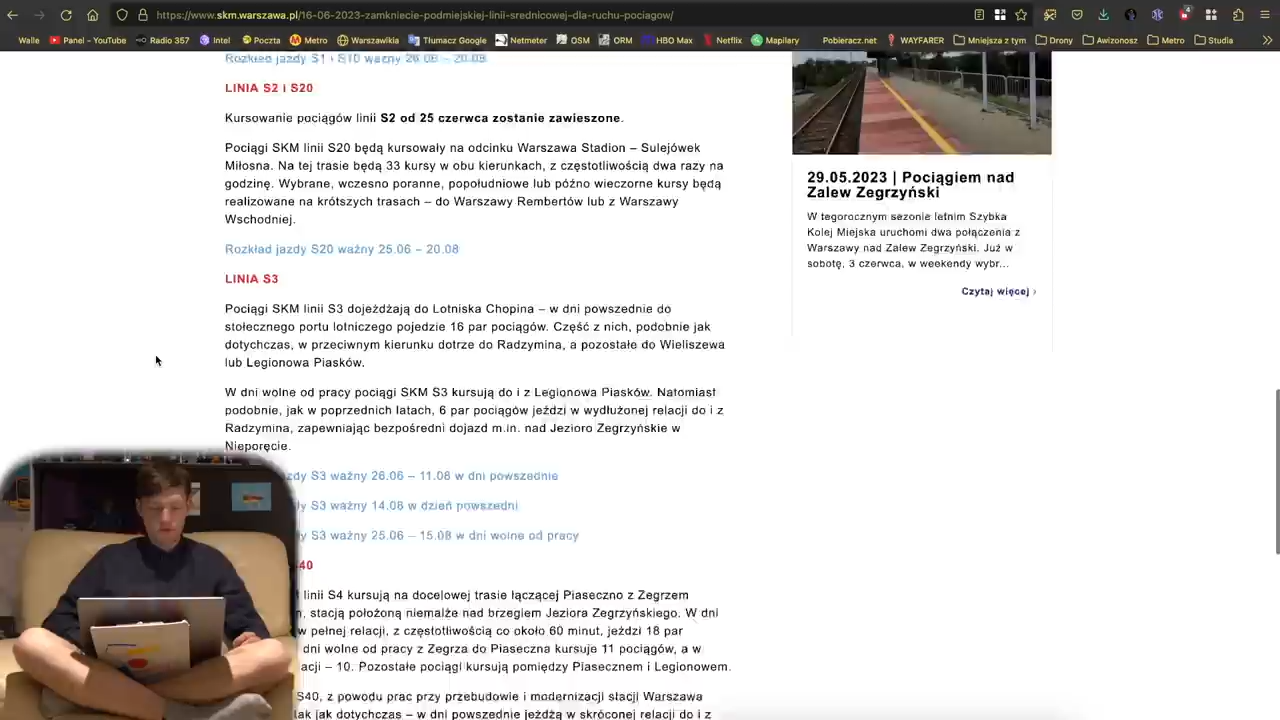 https://www.skm.warszawa.pl/16-06-2023-zamkniecie-podmiejskiej-linii-srednicowej-dla-ruchu-pociagow/
4
Walle
Panel - YouTube
Radio 357
Intel
Poczta
Metro
Warszawikia
Tłumacz Google
Netmeter
OSM
ORM
HBO Max
Netflix
Mapilary
Pobieracz.net
WAYFARER
Mniejsza z tym
Drony
Awizonosz
Metro
Studia
Rozkład jazdy S1 i S10 ważny 26.06 – 20.08
LINIA S2 i S20
Kursowanie pociągów linii S2 od 25 czerwca zostanie zawieszone.
Pociągi SKM linii S20 będą kursowały na odcinku Warszawa Stadion – Sulejówek
Miłosna. Na tej trasie będą 33 kursy w obu kierunkach, z częstotliwością dwa razy na
godzinę. Wybrane, wczesno poranne, popołudniowe lub późno wieczorne kursy będą
realizowane na krótszych trasach – do Warszawy Rembertów lub z Warszawy
Wschodniej.
Rozkład jazdy S20 ważny 25.06 – 20.08
LINIA S3
Pociągi SKM linii S3 dojeżdżają do Lotniska Chopina – w dni powszednie do
stołecznego portu lotniczego pojedzie 16 par pociągów. Część z nich, podobnie jak
dotychczas, w przeciwnym kierunku dotrze do Radzymina, a pozostałe do Wieliszewa
lub Legionowa Piasków.
W dni wolne od pracy pociągi SKM S3 kursują do i z Legionowa Piasków. Natomiast
podobnie, jak w poprzednich latach, 6 par pociągów jeździ w wydłużonej relacji do i z
Radzymina, zapewniając bezpośredni dojazd m.in. nad Jezioro Zegrzyńskie w
Nieporęcie.
zdy S3 ważny 26.06 – 11.08 w dni powszednie
y S3 ważny 14.08 w dzień powszedni
y S3 ważny 25.06 – 15.08 w dni wolne od pracy
40
linii S4 kursują na docelowej trasie łączącej Piaseczno z Zegrzem
n, stacją położoną niemalże nad brzegiem Jeziora Zegrzyńskiego. W dni
w pełnej relacji, z częstotliwością co około 60 minut, jeździ 18 par
dni wolne od pracy z Zegrza do Piaseczna kursuje 11 pociągów, a w
acji – 10. Pozostałe pociągi kursują pomiędzy Piasecznem i Legionowem.
S40, z powodu prac przy przebudowie i modernizacji stacji Warszawa
ak jak dotychczas – w dni powszednie jeżdżą w skróconej relacji do i z
29.05.2023 | Pociągiem nad
Zalew Zegrzyński
W tegorocznym sezonie letnim Szybka
Kolej Miejska uruchomi dwa połączenia z
Warszawy nad Zalew Zegrzyński. Już w
sobotę, 3 czerwca, w weekendy wybr...
Czytaj więcej ›